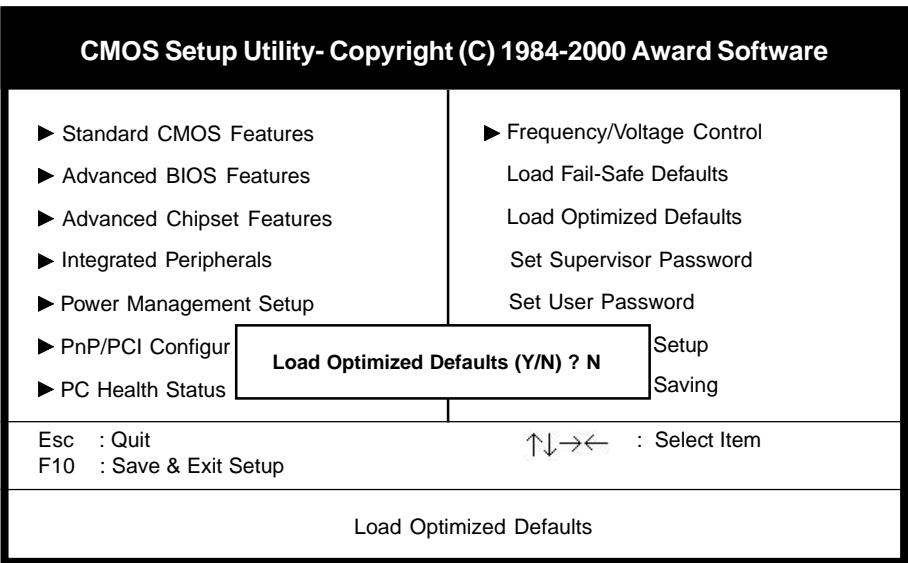 CMOS Setup Utility- Copyright (C) 1984-2000 Award Software
Standard CMOS Features
Advanced BIOS Features
Advanced Chipset Features
Integrated Peripherals
Power Management Setup
PnP/PCI Configur
PC Health Status
Frequency/Voltage Control
Load Fail-Safe Defaults
Load Optimized Defaults
Set Supervisor Password
Set User Password
Setup
Saving
Load Optimized Defaults (Y/N) ? N
Esc : Quit
F10 : Save & Exit Setup
↑↓→← : Select Item
Load Optimized Defaults